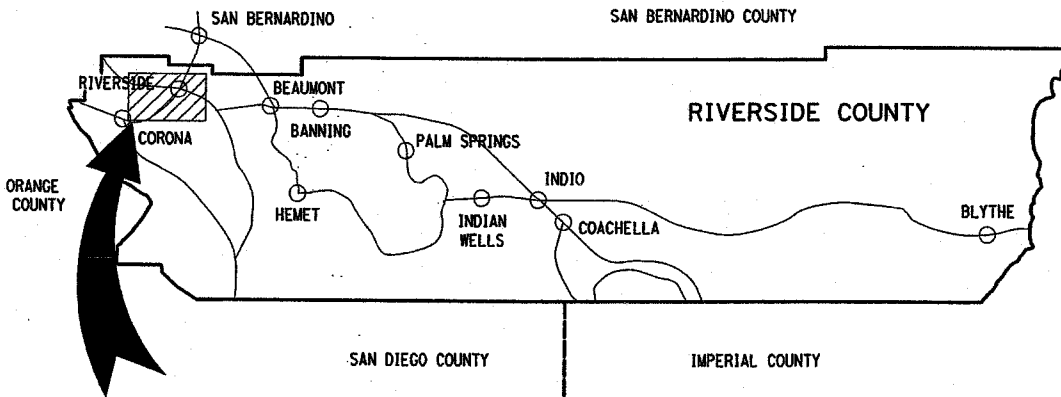 SAN BERNARDINO
SAN BERNARDINO COUNTY
RIVERSIDE
BEAUMONT
RIVERSIDE COUNTY
BANNING
CORONA
PALM SPRINGS
ORANGE
COUNTY
INDIO
HEMET
INDIAN
WELLS
COACHELLA
BLYTHE
SAN DIEGO COUNTY
IMPERIAL COUNTY